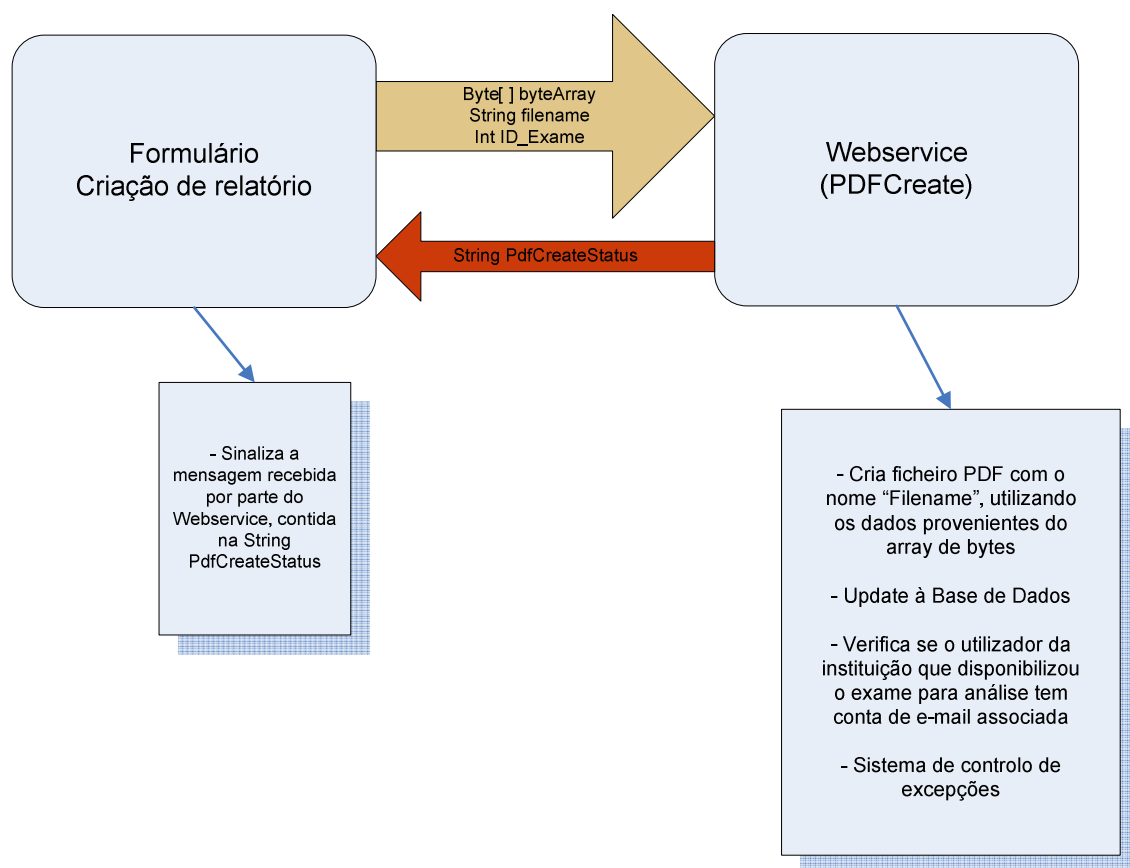 Formulário
Criação de relatório
Byte[ ] byteArray
String filename
Int ID_Exame
Webservice
(PDFCreate)
String PdfCreateStatus
- Sinaliza a
mensagem recebida
por parte do
Webservice, contida
na String
PdfCreateStatus
- Cria ficheiro PDF com o
nome “Filename”, utilizando
os dados provenientes do
array de bytes
- Update à Base de Dados
- Verifica se o utilizador da
instituição que disponibilizou
o exame para análise tem
conta de e-mail associada
- Sistema de controlo de
excepções